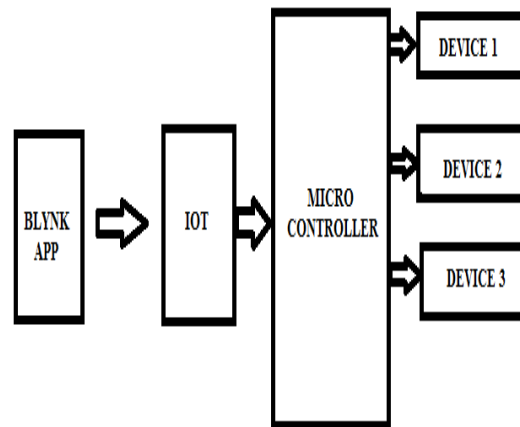 BLYNK
APP
IOT
MICRO
CONTROLLER
DEVICE 1
DEVICE 2
DEVICE 3